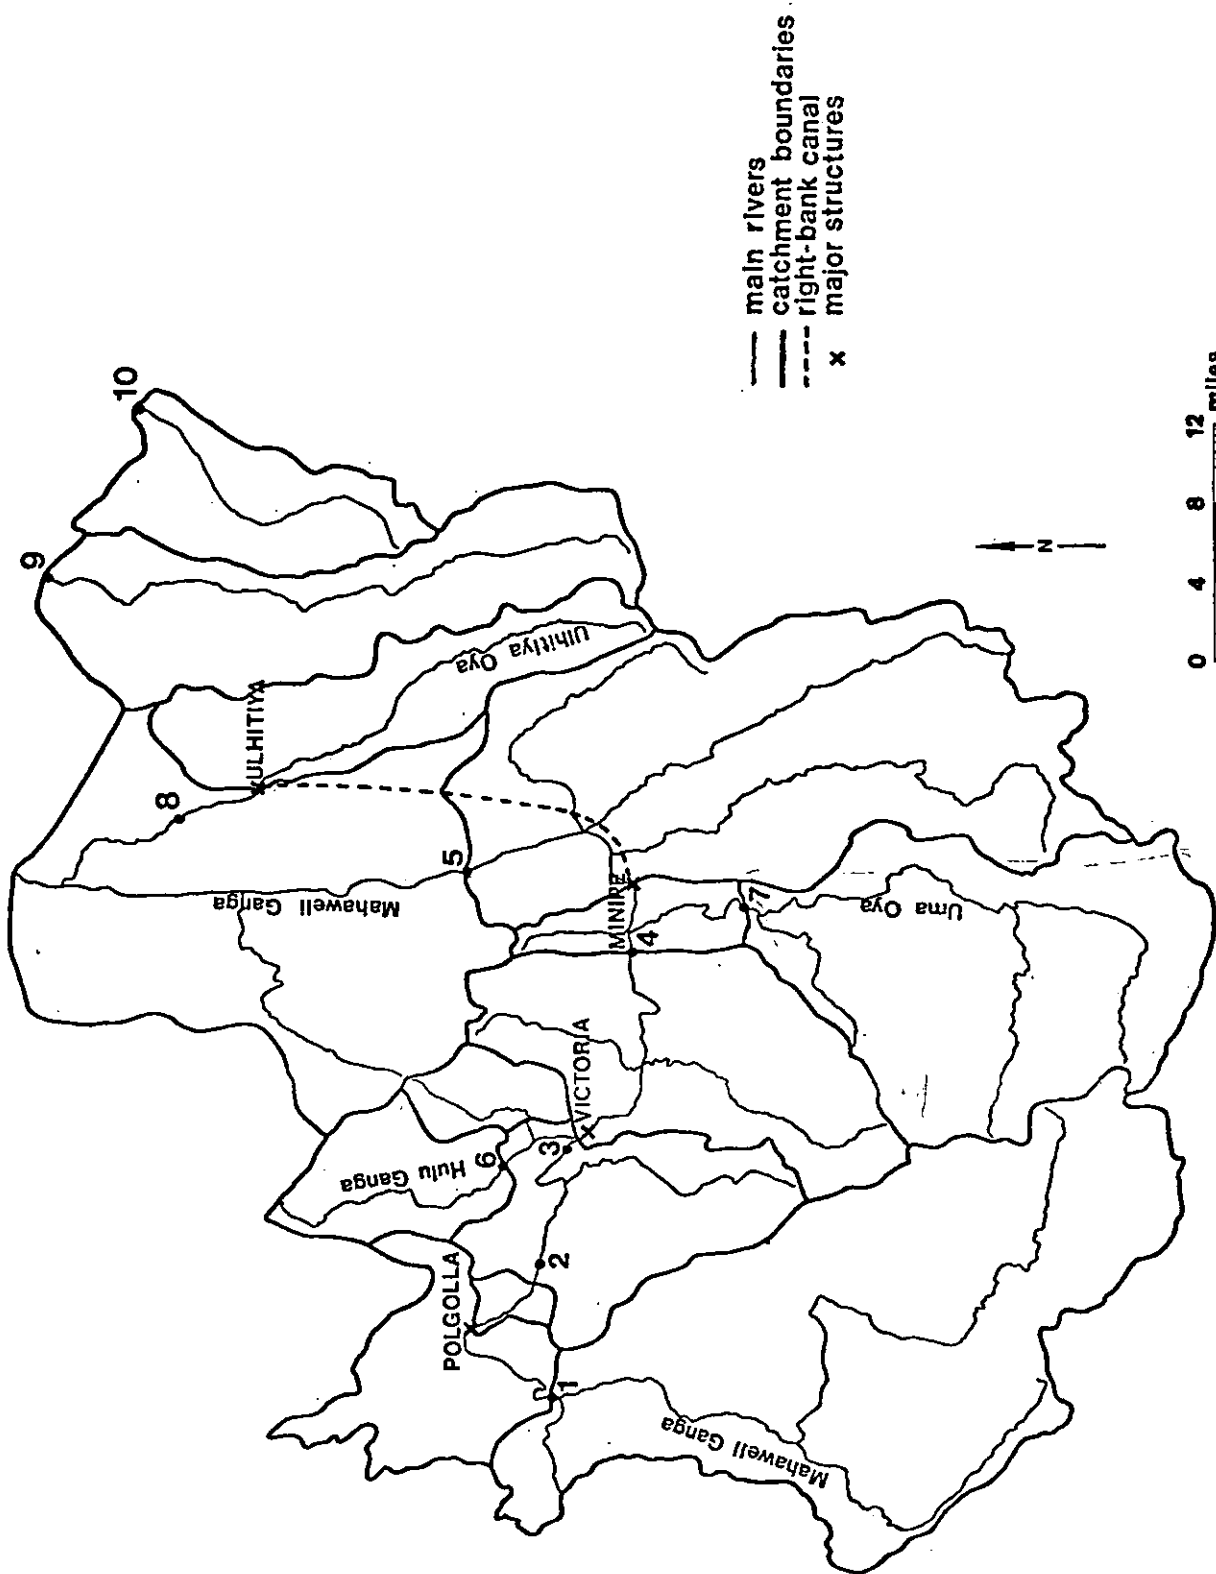 10
9
8
ULHITIYA
Ulhitiya Oya
Mahaweli Ganga
5
MINIPE
4
7
Uma Oya
VICTORIA
3
6
Hulu Ganga
POLGOLLA
2
1
Mahaweli Ganga
main rivers
catchment boundaries
right-bank canal
x major structures
N
0 4 8 12
miles